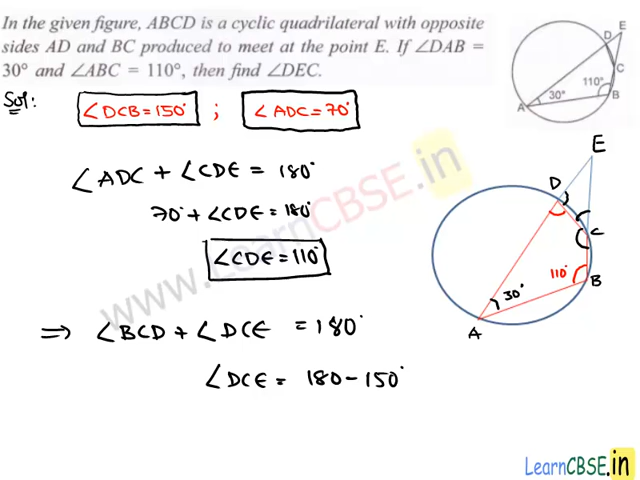 In the given figure, ABCD is a cyclic quadrilateral with opposite
sides AD and BC produced to meet at the point E. If ∠DAB =
30° and ∠ABC = 110°, then find ∠DEC.
E
D
C
110°
30°
B
A
Sol:
∠DCB = 150° ; ∠ADC = 70°
∠ADC + ∠CDE = 180°
70° + ∠CDE = 180°
∠CDE = 110°
⇒ ∠BCD + ∠DCE = 180°
∠DCE = 180 - 150°
E
D
C
110°
B
30°
A
www.LearnCBSE.in
LearnCBSE.in